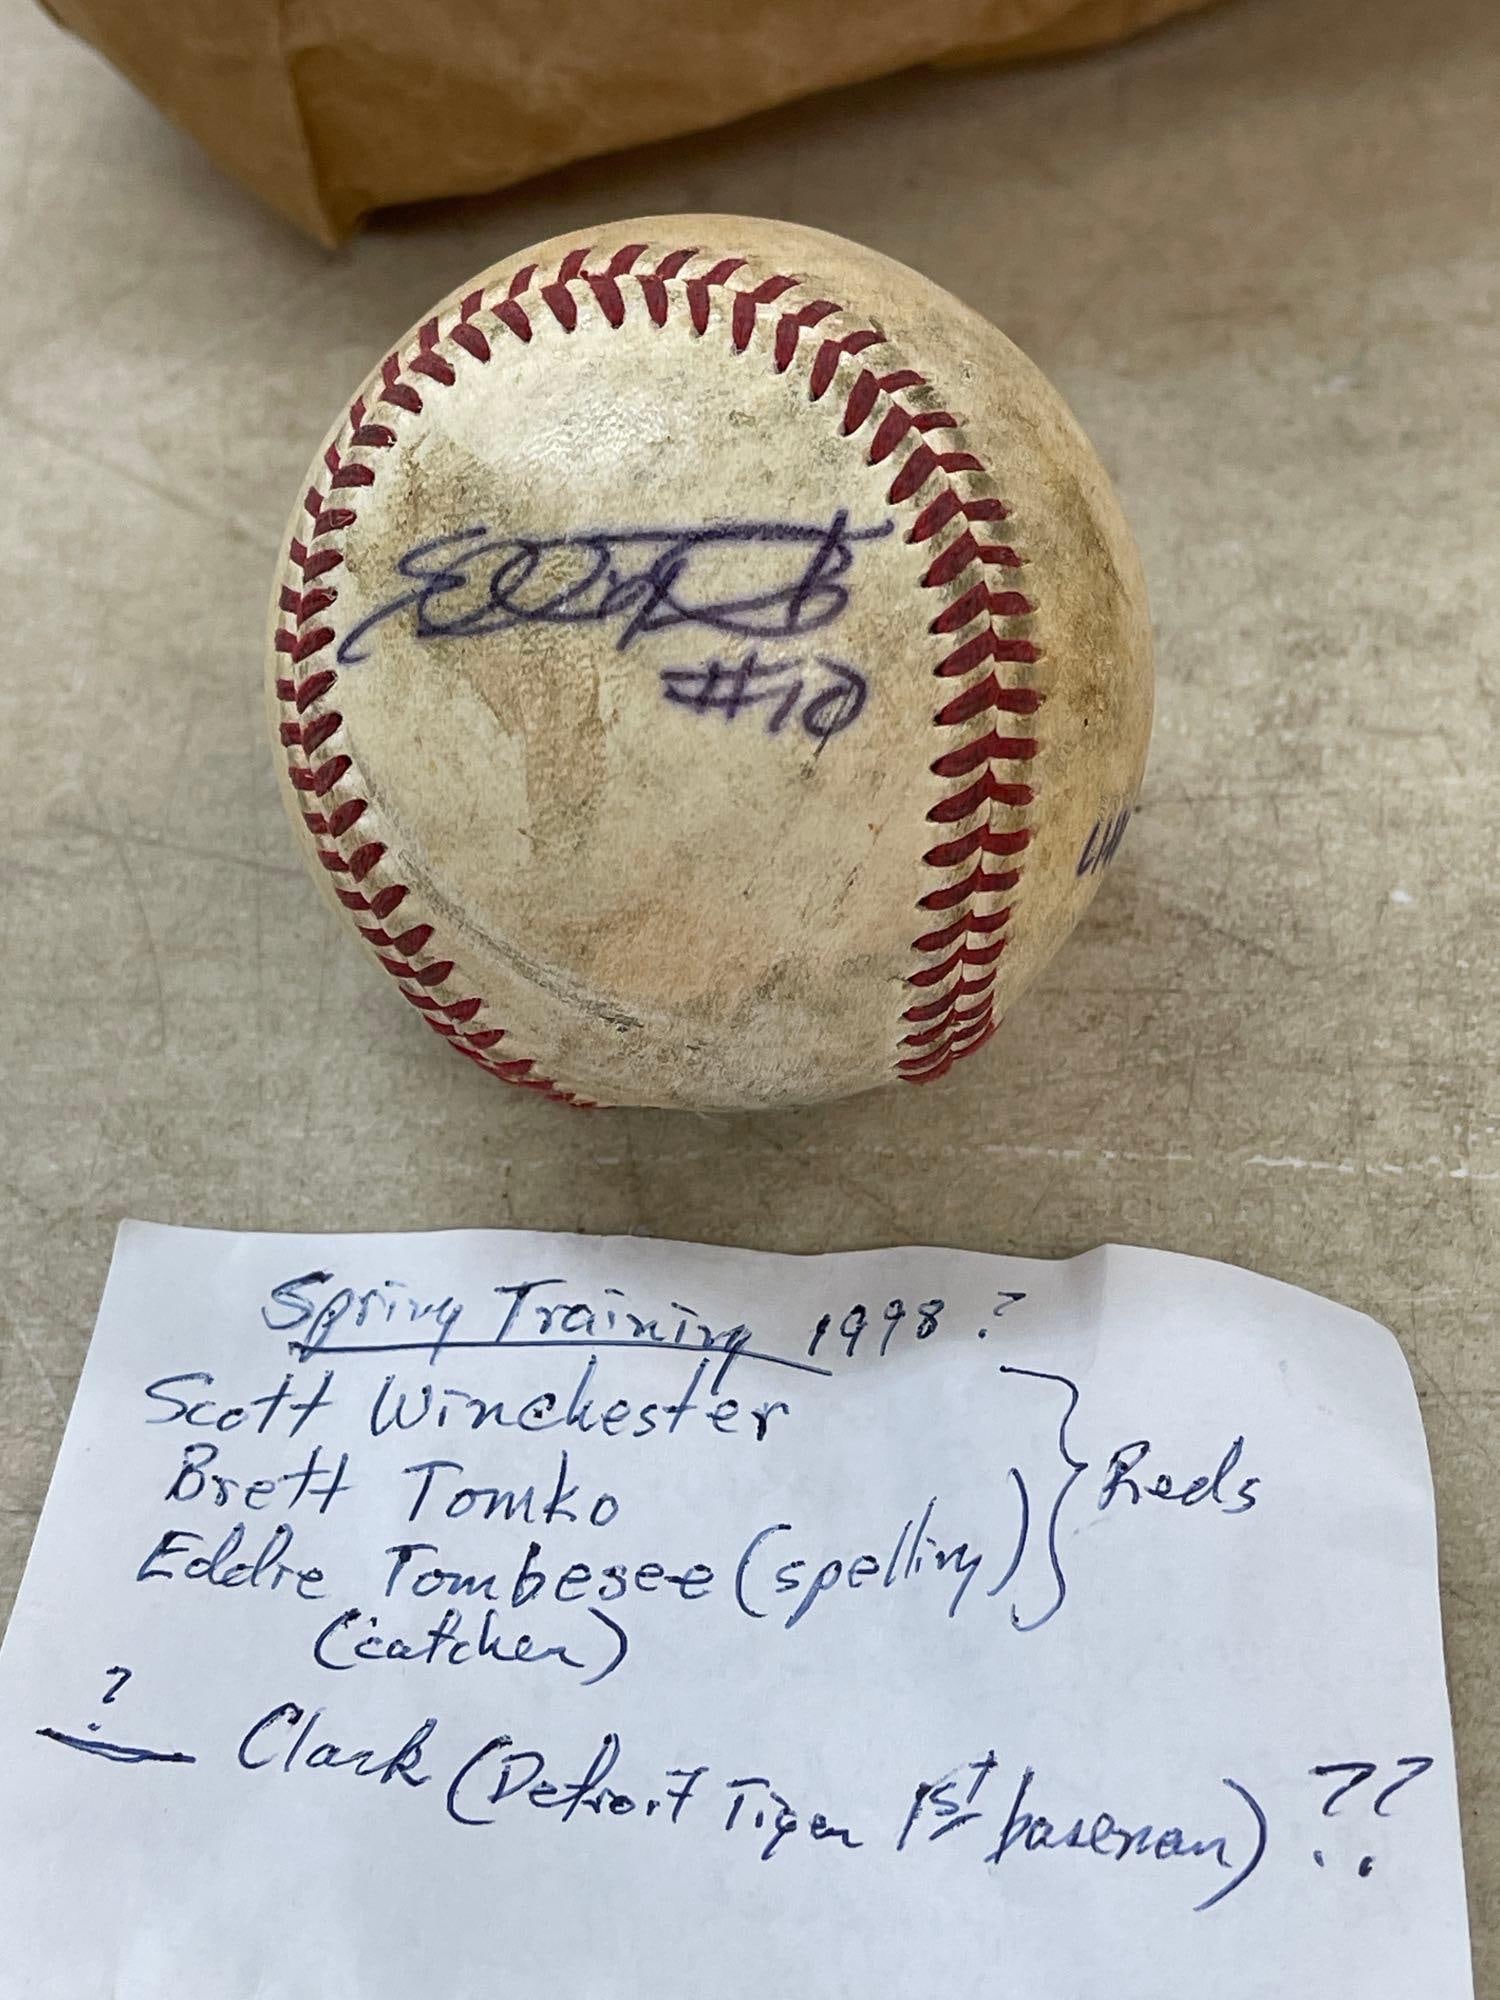 #10
Spring Training 1998 ?
Scott Winchester
Brett Tomko
Eddie Tombesee (spelling)
(catcher)
} Reds
? Clark (Detroit Tiger 1st baseman) ??